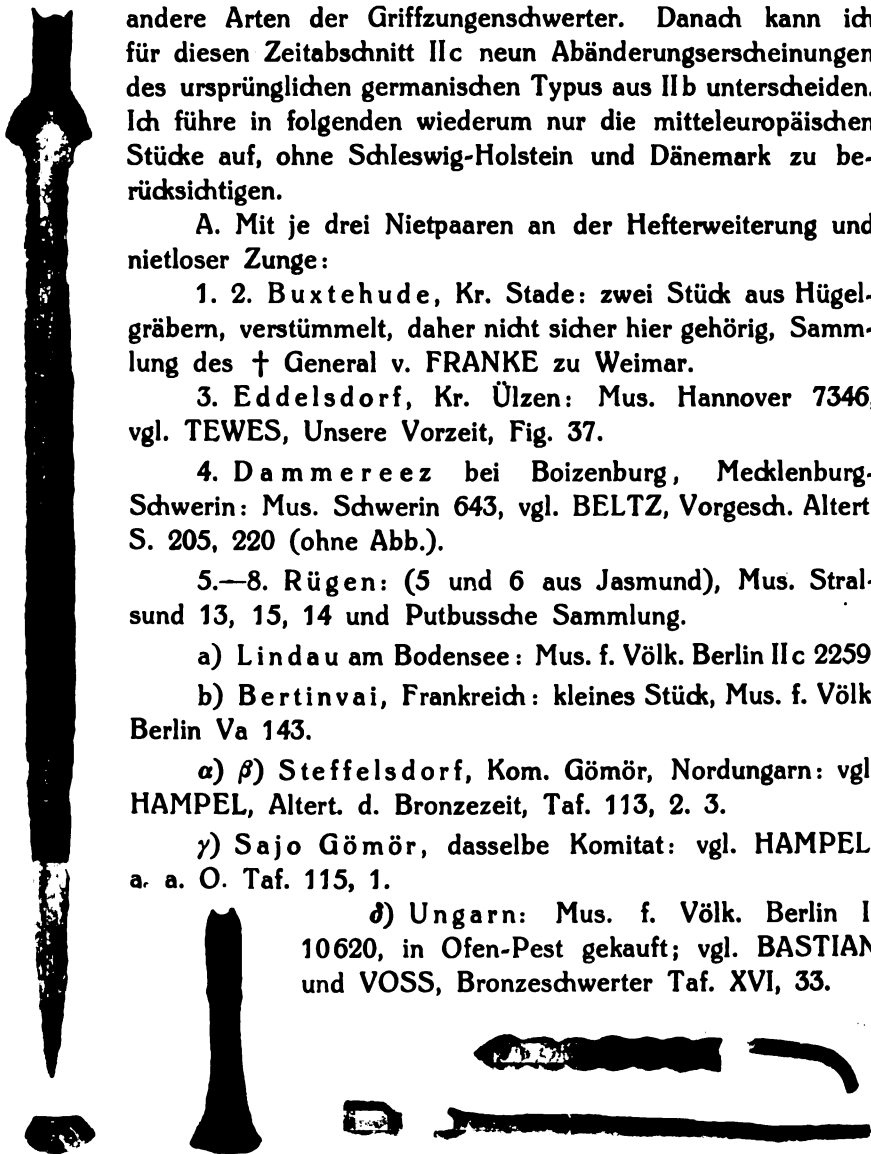 andere Arten der Griffzungenschwerter. Danach kann ich
für diesen Zeitabschnitt IIc neun Abänderungserscheinungen
des ursprünglichen germanischen Typus aus IIb unterscheiden.
Ich führe in folgenden wiederum nur die mitteleuropäischen
Stücke auf, ohne Schleswig-Holstein und Dänemark zu be-
rücksichtigen.
A. Mit je drei Nietpaaren an der Hefterweiterung und
nietloser Zunge:
1. 2. Buxtehude, Kr. Stade: zwei Stück aus Hügel-
gräbern, verstümmelt, daher nicht sicher hier gehörig, Samm-
lung des † General v. FRANKE zu Weimar.
3. Eddelsdorf, Kr. Ülzen: Mus. Hannover 7346,
vgl. TEWES, Unsere Vorzeit, Fig. 37.
4. Dammereez bei Boizenburg, Mecklenburg-
Schwerin: Mus. Schwerin 643, vgl. BELTZ, Vorgesch. Altert
S. 205, 220 (ohne Abb.).
5.—8. Rügen: (5 und 6 aus Jasmund), Mus. Stral-
sund 13, 15, 14 und Putbussche Sammlung.
a) Lindau am Bodensee: Mus. f. Völk. Berlin IIc 2259
b) Bertinvai, Frankreich: kleines Stück, Mus. f. Völk
Berlin Va 143.
α) β) Steffelsdorf, Kom. Gömör, Nordungarn: vgl.
HAMPEL, Altert. d. Bronzezeit, Taf. 113, 2. 3.
γ) Sajo Gömör, dasselbe Komitat: vgl. HAMPEL
a. a. O. Taf. 115, 1.
δ) Ungarn: Mus. f. Völk. Berlin I
10620, in Ofen-Pest gekauft; vgl. BASTIAN
und VOSS, Bronzeschwerter Taf. XVI, 33.